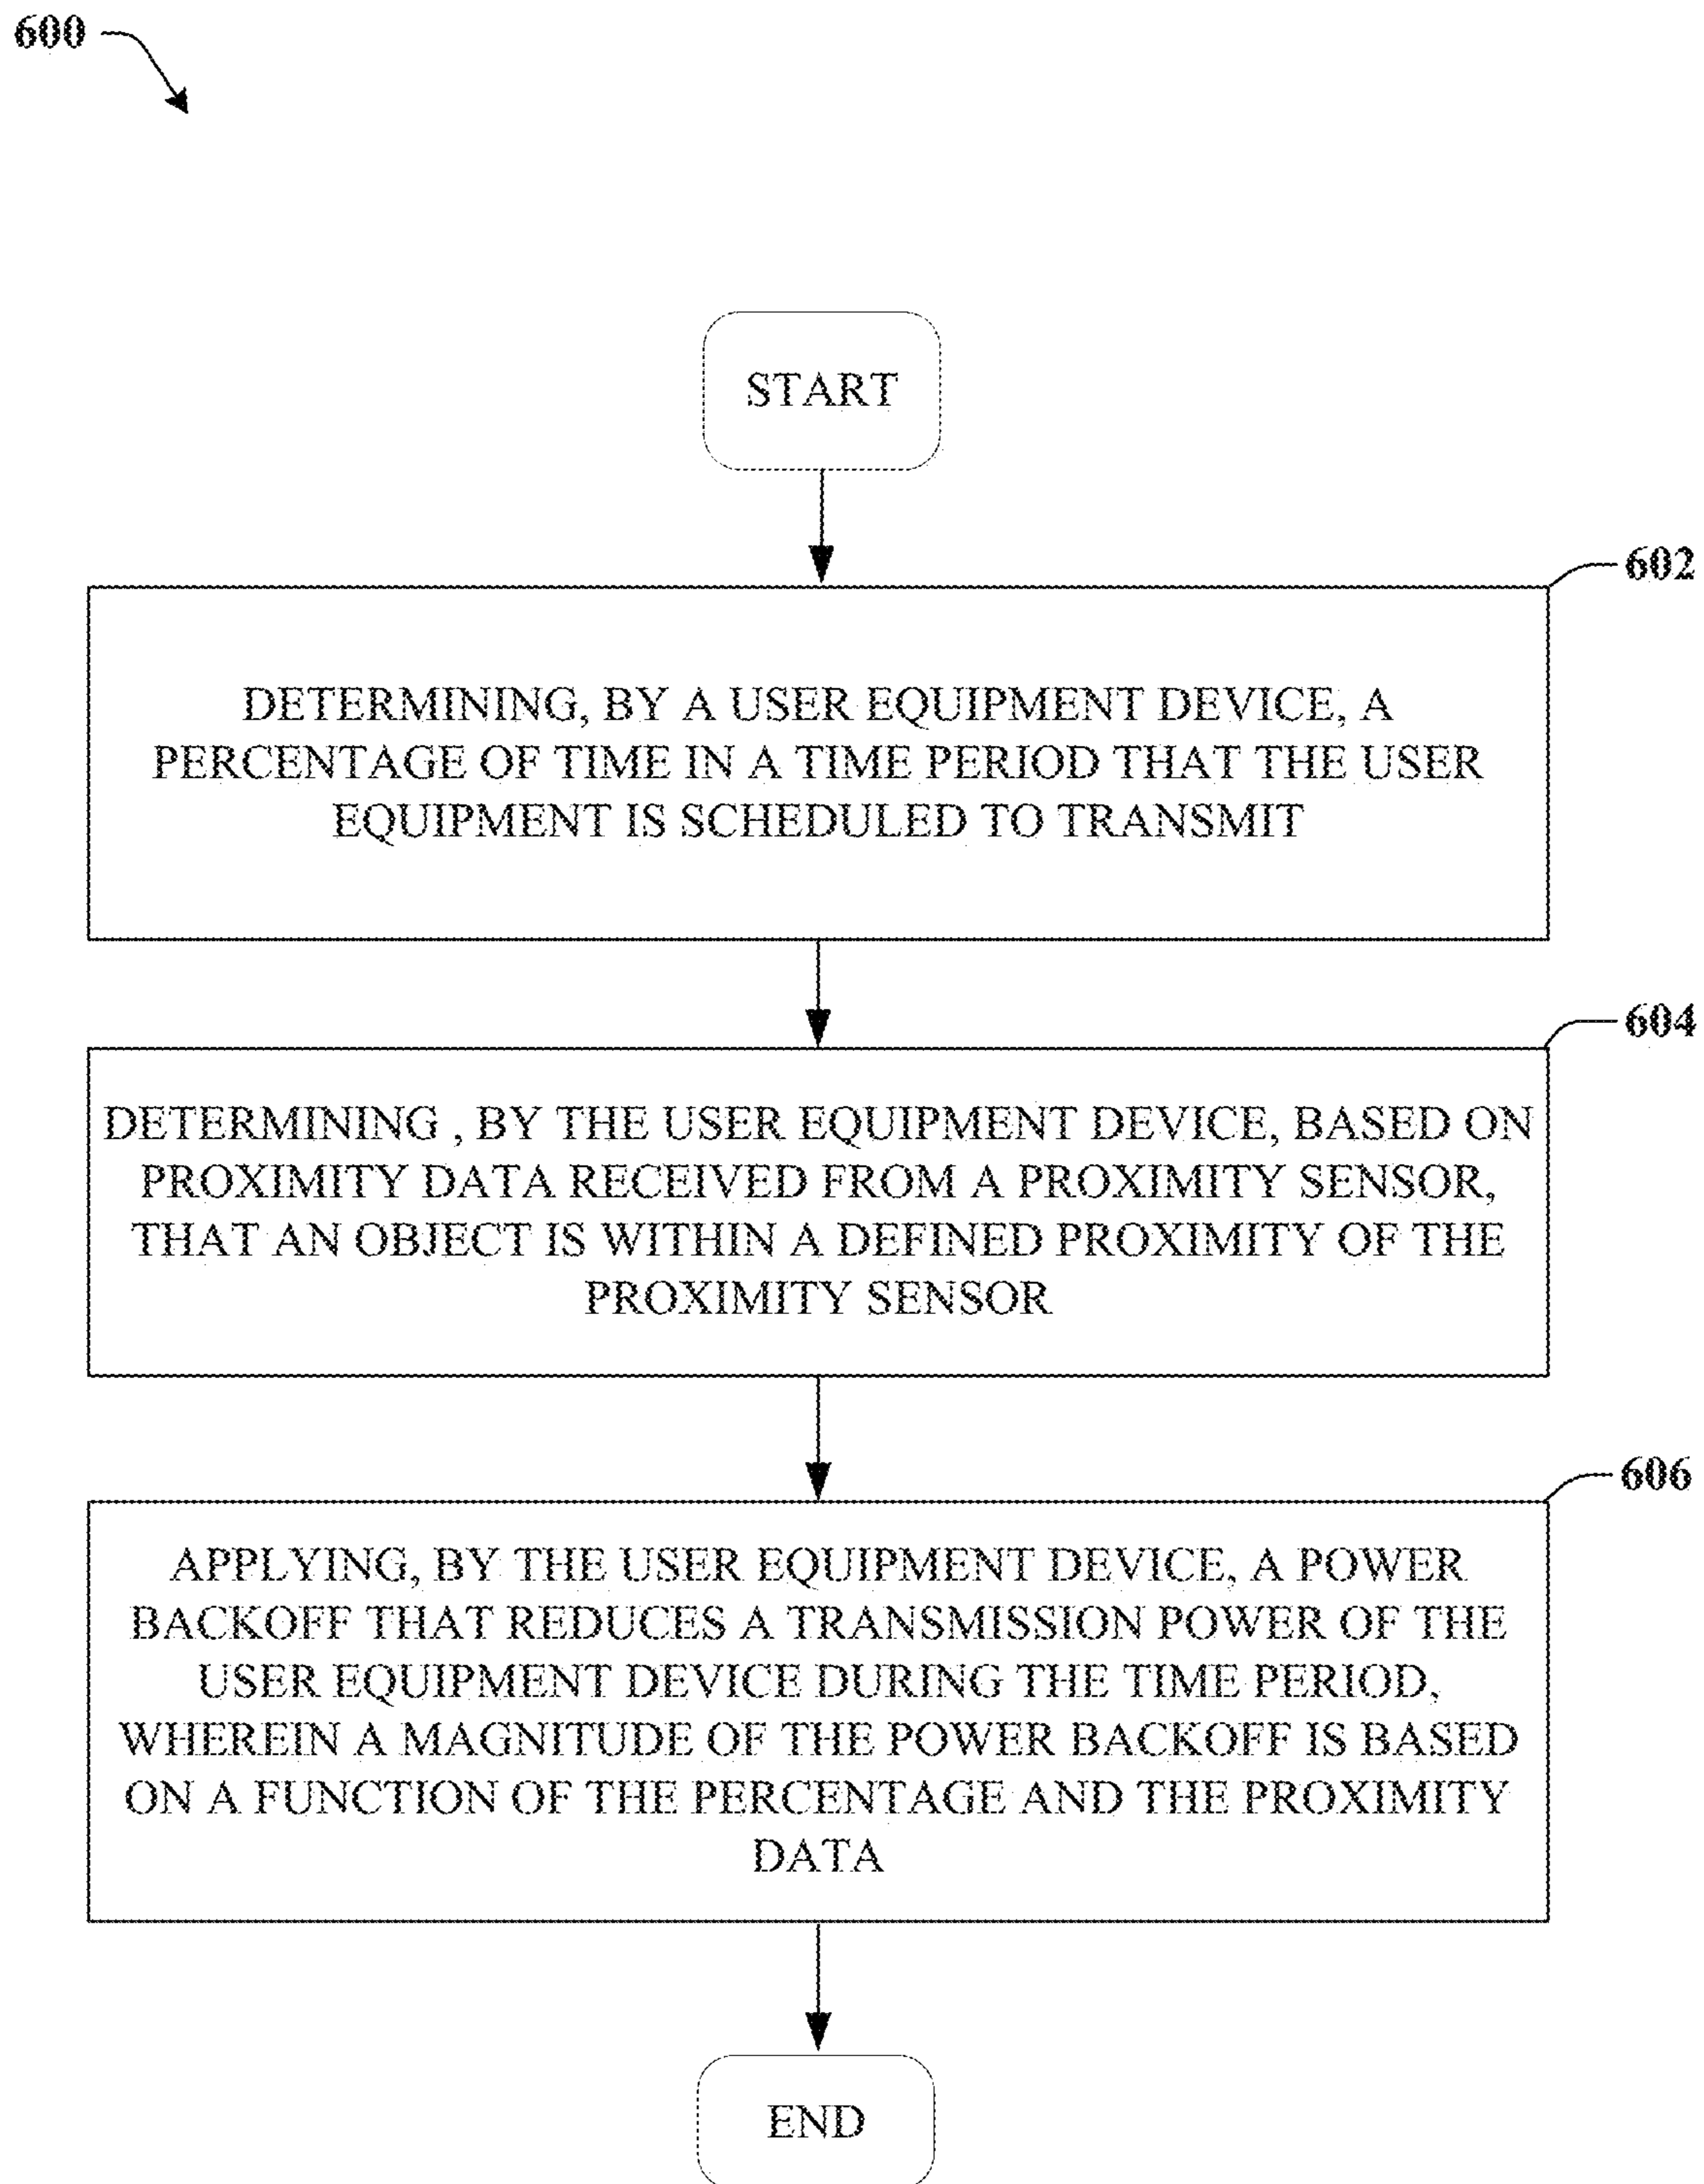 600
START
602
DETERMINING, BY A USER EQUIPMENT DEVICE, A
PERCENTAGE OF TIME IN A TIME PERIOD THAT THE USER
EQUIPMENT IS SCHEDULED TO TRANSMIT
604
DETERMINING , BY THE USER EQUIPMENT DEVICE, BASED ON
PROXIMITY DATA RECEIVED FROM A PROXIMITY SENSOR,
THAT AN OBJECT IS WITHIN A DEFINED PROXIMITY OF THE
PROXIMITY SENSOR
606
APPLYING, BY THE USER EQUIPMENT DEVICE, A POWER
BACKOFF THAT REDUCES A TRANSMISSION POWER OF THE
USER EQUIPMENT DEVICE DURING THE TIME PERIOD,
WHEREIN A MAGNITUDE OF THE POWER BACKOFF IS BASED
ON A FUNCTION OF THE PERCENTAGE AND THE PROXIMITY
DATA
END